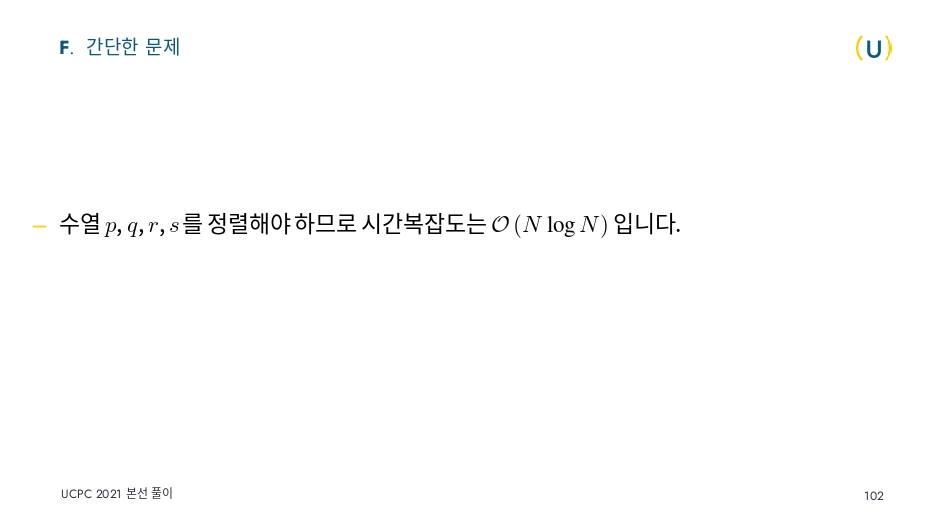 F. 간단한 문제
(U)
– 수열 p, q, r, s를 정렬해야 하므로 시간복잡도는 𝒪 (N log N) 입니다.
UCPC 2021 본선 풀이
102